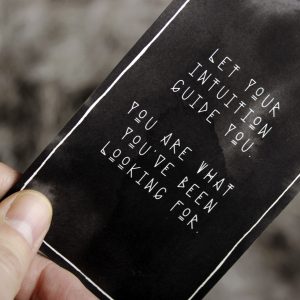 LET YOUR
INTUITION
GUIDE YOU.
YOU ARE WHAT
YOU'VE BEEN
LOOKING FOR.